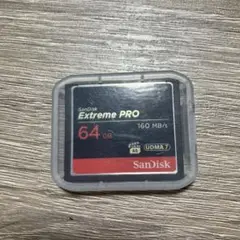 SanDisk
Extreme PRO
160 MB/s
64 GB
UDMA 7
SanDisk